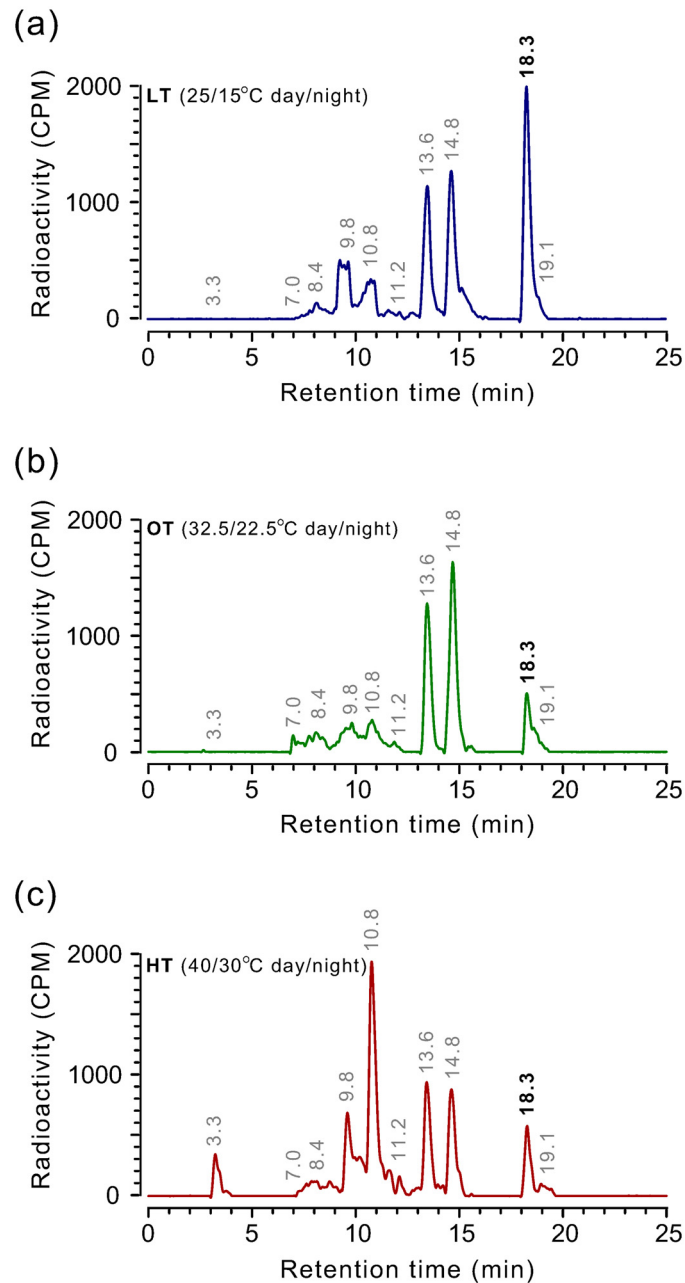 (a)
18.3
2000
LT (25/15°C day/night)
14.8
13.6
Radioactivity (CPM)
1000
9.8
10.8
19.1
8.4
7.0
11.2
3.3
0
0 5 10 15 20 25
Retention time (min)
(b)
2000
OT (32.5/22.5°C day/night)
14.8
13.6
Radioactivity (CPM)
1000
18.3
10.8
9.8
8.4
7.0
11.2
19.1
3.3
0
0 5 10 15 20 25
Retention time (min)
(c)
10.8
2000
HT (40/30°C day/night)
13.6
14.8
Radioactivity (CPM)
1000
9.8
18.3
3.3
11.2
7.0
8.4
19.1
0
0 5 10 15 20 25
Retention time (min)